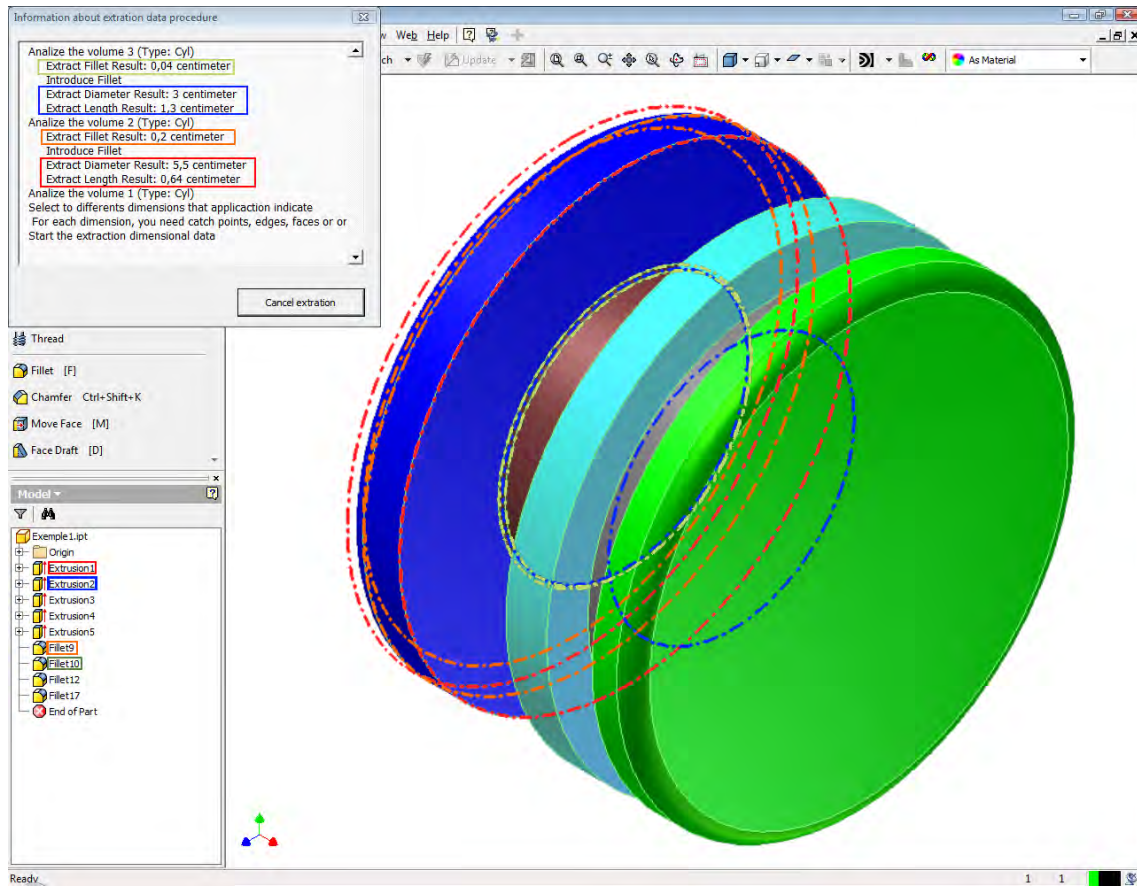 Information about extration data procedure
Analize the volume 3 (Type: Cyl)
Extract Fillet Result: 0,04 centimeter
Introduce Fillet
Extract Diameter Result: 3 centimeter
Extract Length Result: 1,3 centimeter
Analize the volume 2 (Type: Cyl)
Extract Fillet Result: 0,2 centimeter
Introduce Fillet
Extract Diameter Result: 5,5 centimeter
Extract Length Result: 0,64 centimeter
Analize the volume 1 (Type: Cyl)
Select to differents dimensions that applicaction indicate
For each dimension, you need catch points, edges, faces or or
Start the extraction dimensional data
Cancel extration
w Web Help
ch Update As Material
Thread
Fillet [F]
Chamfer Ctrl+Shift+K
Move Face [M]
Face Draft [D]
Model
Exemple1.ipt
Origin
Extrusion1
Extrusion2
Extrusion3
Extrusion4
Extrusion5
Fillet9
Fillet10
Fillet12
Fillet17
End of Part
Ready 1 1